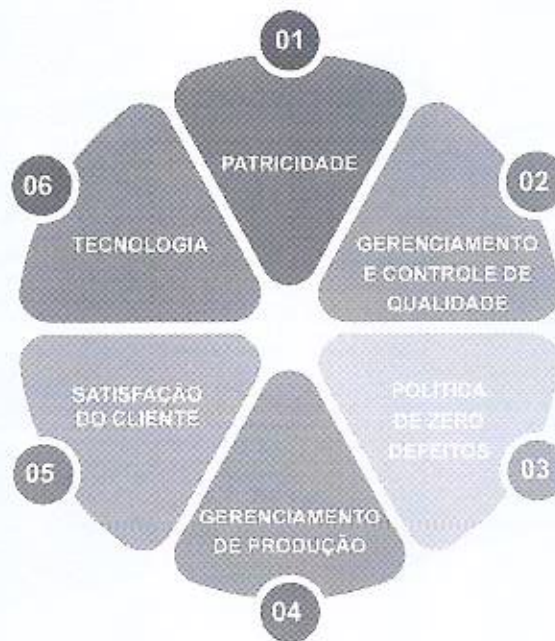 01
PATRICIDADE
02
GERENCIAMENTO
E CONTROLE DE
QUALIDADE
03
POLÍTICA
DE ZERO
DEFEITOS
04
GERENCIAMENTO
DE PRODUÇÃO
05
SATISFAÇÃO
DO CLIENTE
06
TECNOLOGIA